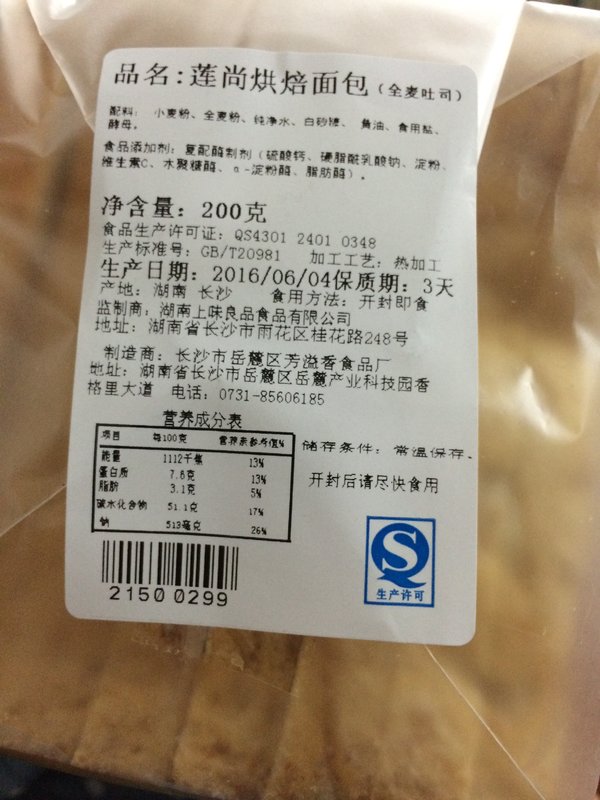 品名:莲尚烘焙面包(全麦吐司)
配料: 小麦粉、全麦粉、纯净水、白砂糖、黄油、食用盐、
酵母。
食品添加剂:复配酶制剂(硫酸钙、硬脂酰乳酸钠、淀粉、
维生素C、木聚糖酶、α-淀粉酶、脂肪酶)。
净含量:200克
食品生产许可证:QS4301 2401 0348
生产标准号:GB/T20981 加工工艺:热加工
生产日期:2016/06/04保质期:3天
产地:湖南 长沙 食用方法:开封即食
监制商:湖南上味良品食品有限公司
地址:湖南省长沙市雨花区桂花路248号
制造商:长沙市岳麓区芳溢香食品厂
地址:湖南省长沙市岳麓区岳麓产业科技园香
格里大道 电话:0731-85606185
营养成分表
项目 每100克 营养素参考值%
能量 1112千焦 13%
蛋白质 7.8克 13%
脂肪 3.1克 5%
碳水化合物 51.1克 17%
钠 513毫克 26%
储存条件:常温保存.
开封后请尽快食用
2150 0299
S
生产许可